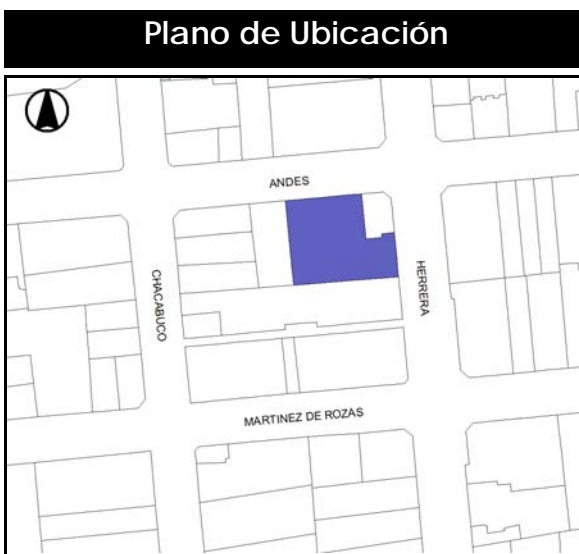 Plano de Ubicación
ANDES
CHACABUCO
HERRERA
MARTINEZ DE ROZAS